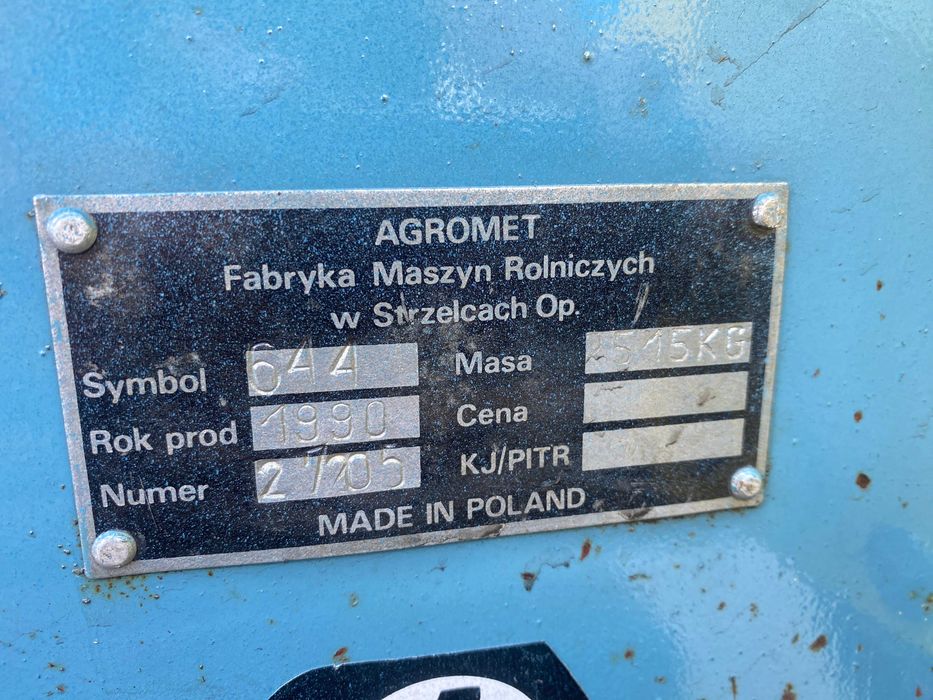 AGROMET
Fabryka Maszyn Rolniczych
w Strzelcach Op.
Symbol 644 Masa
Rok prod 1990 Cena
Numer KJ/PITR
MADE IN POLAND